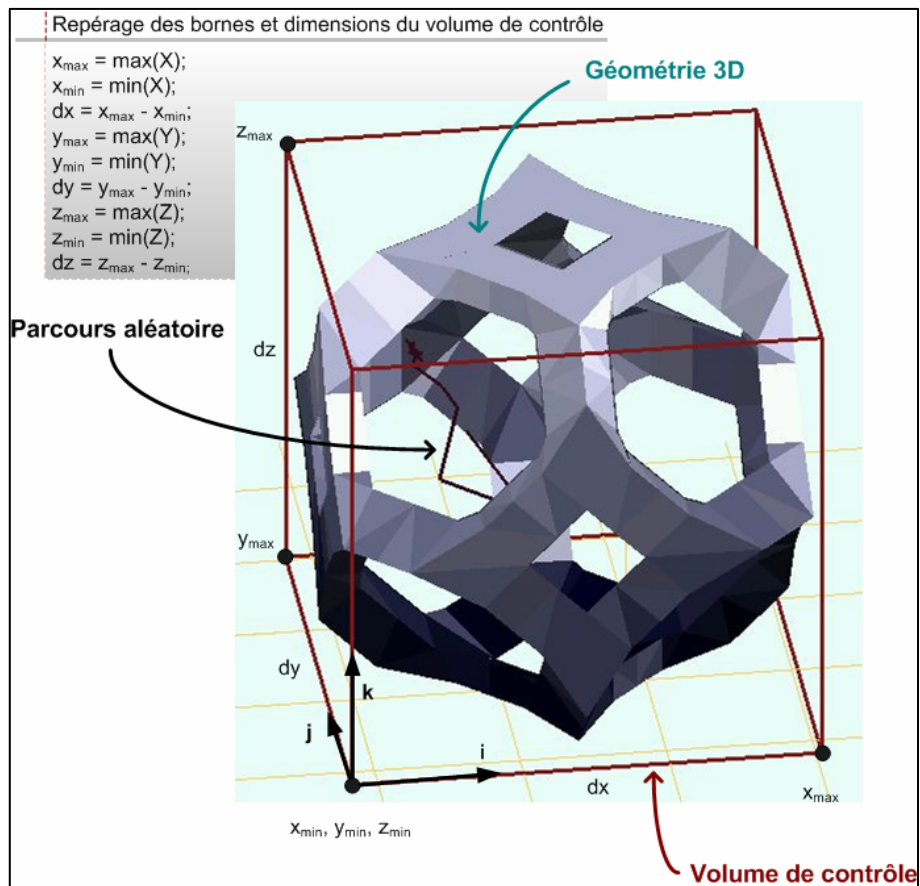 Repérage des bornes et dimensions du volume de contrôle
xmax = max(X);
xmin = min(X);
dx = xmax - xmin;
ymax = max(Y);
ymin = min(Y);
dy = ymax - ymin;
zmax = max(Z);
zmin = min(Z);
dz = zmax - zmin;
Géométrie 3D
zmax
Parcours aléatoire
dz
ymax
dy
k
j
i
dx
xmax
xmin, ymin, zmin
Volume de contrôle